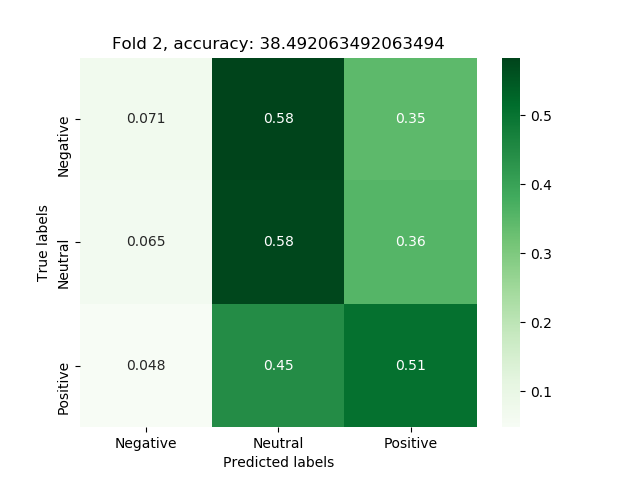 Fold 2, accuracy: 38.492063492063494
Negative 0.071 0.58 0.35
Neutral 0.065 0.58 0.36
Positive 0.048 0.45 0.51
Negative Neutral Positive
Predicted labels
True labels
0.5
0.4
0.3
0.2
0.1